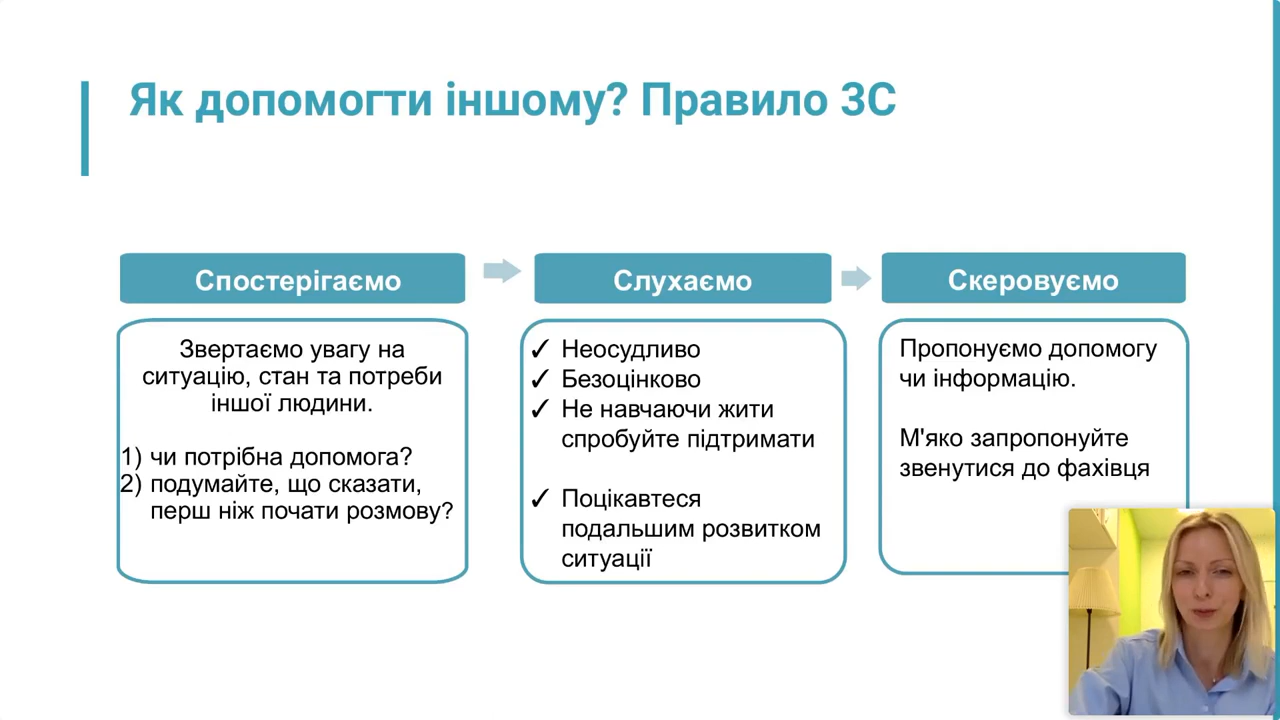 Як допомогти іншому? Правило 3С
Спостерігаємо
Звертаємо увагу на
ситуацію, стан та потреби
іншої людини.
1) чи потрібна допомога?
2) подумайте, що сказати,
перш ніж почати розмову?
Слухаємо
✓ Неосудливо
✓ Безоцінково
✓ Не навчаючи жити
спробуйте підтримати
✓ Поцікавтеся
подальшим розвитком
ситуації
Скеровуємо
Пропонуємо допомогу
чи інформацію.
М'яко запропонуйте
звенутися до фахівця